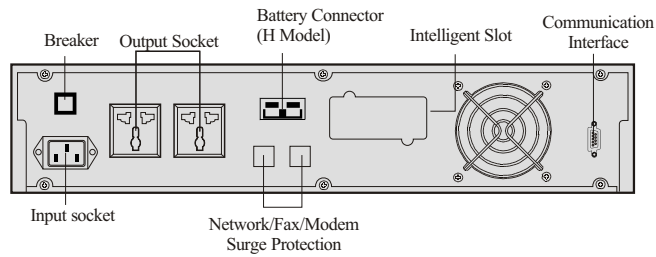 Battery Connector
(H Model)
Communication
Interface
Breaker
Output Socket
Intelligent Slot
Input socket
Network/Fax/Modem
Surge Protection